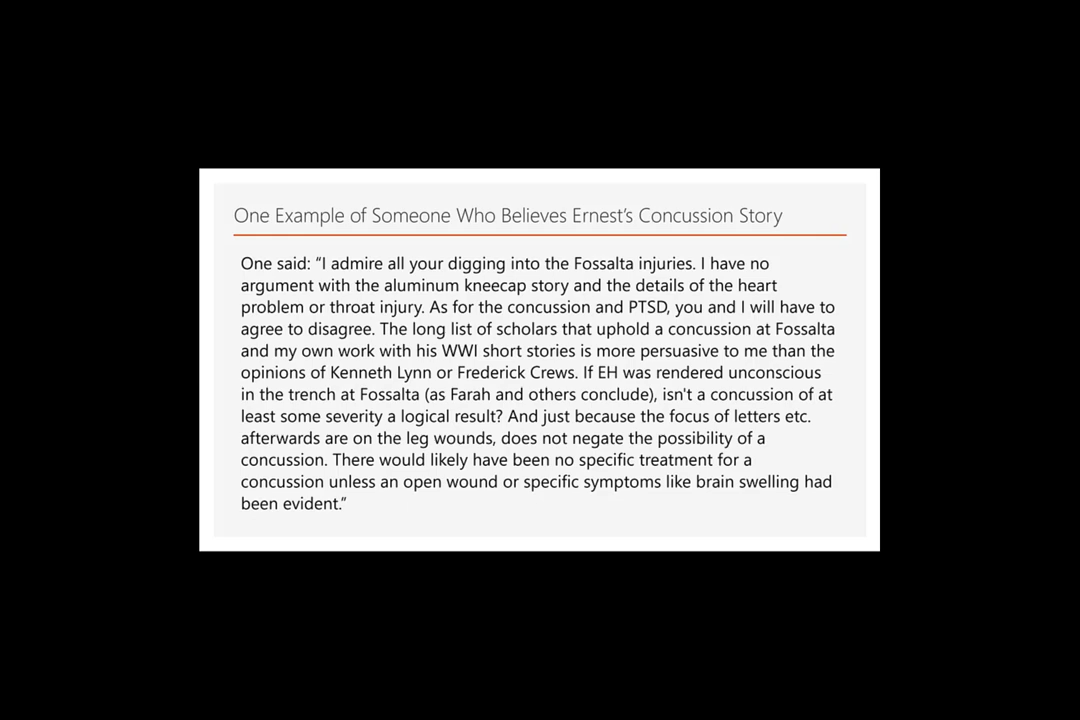 One Example of Someone Who Believes Ernest's Concussion Story
One said: “I admire all your digging into the Fossalta injuries. I have no
argument with the aluminum kneecap story and the details of the heart
problem or throat injury. As for the concussion and PTSD, you and I will have to
agree to disagree. The long list of scholars that uphold a concussion at Fossalta
and my own work with his WWI short stories is more persuasive to me than the
opinions of Kenneth Lynn or Frederick Crews. If EH was rendered unconscious
in the trench at Fossalta (as Farah and others conclude), isn't a concussion of at
least some severity a logical result? And just because the focus of letters etc.
afterwards are on the leg wounds, does not negate the possibility of a
concussion. There would likely have been no specific treatment for a
concussion unless an open wound or specific symptoms like brain swelling had
been evident.”